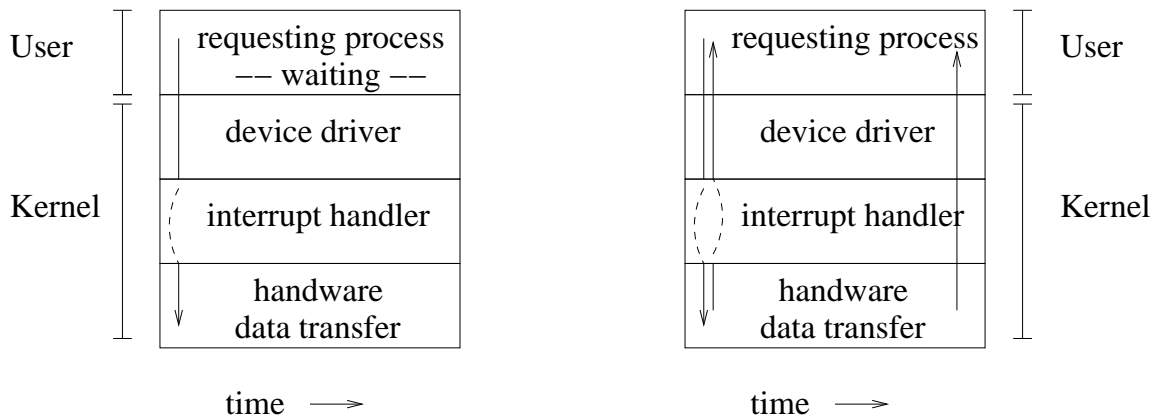 User
requesting process
−− waiting −−
device driver
Kernel
interrupt handler
handware
data transfer
time
requesting process
User
device driver
interrupt handler
Kernel
handware
data transfer
time